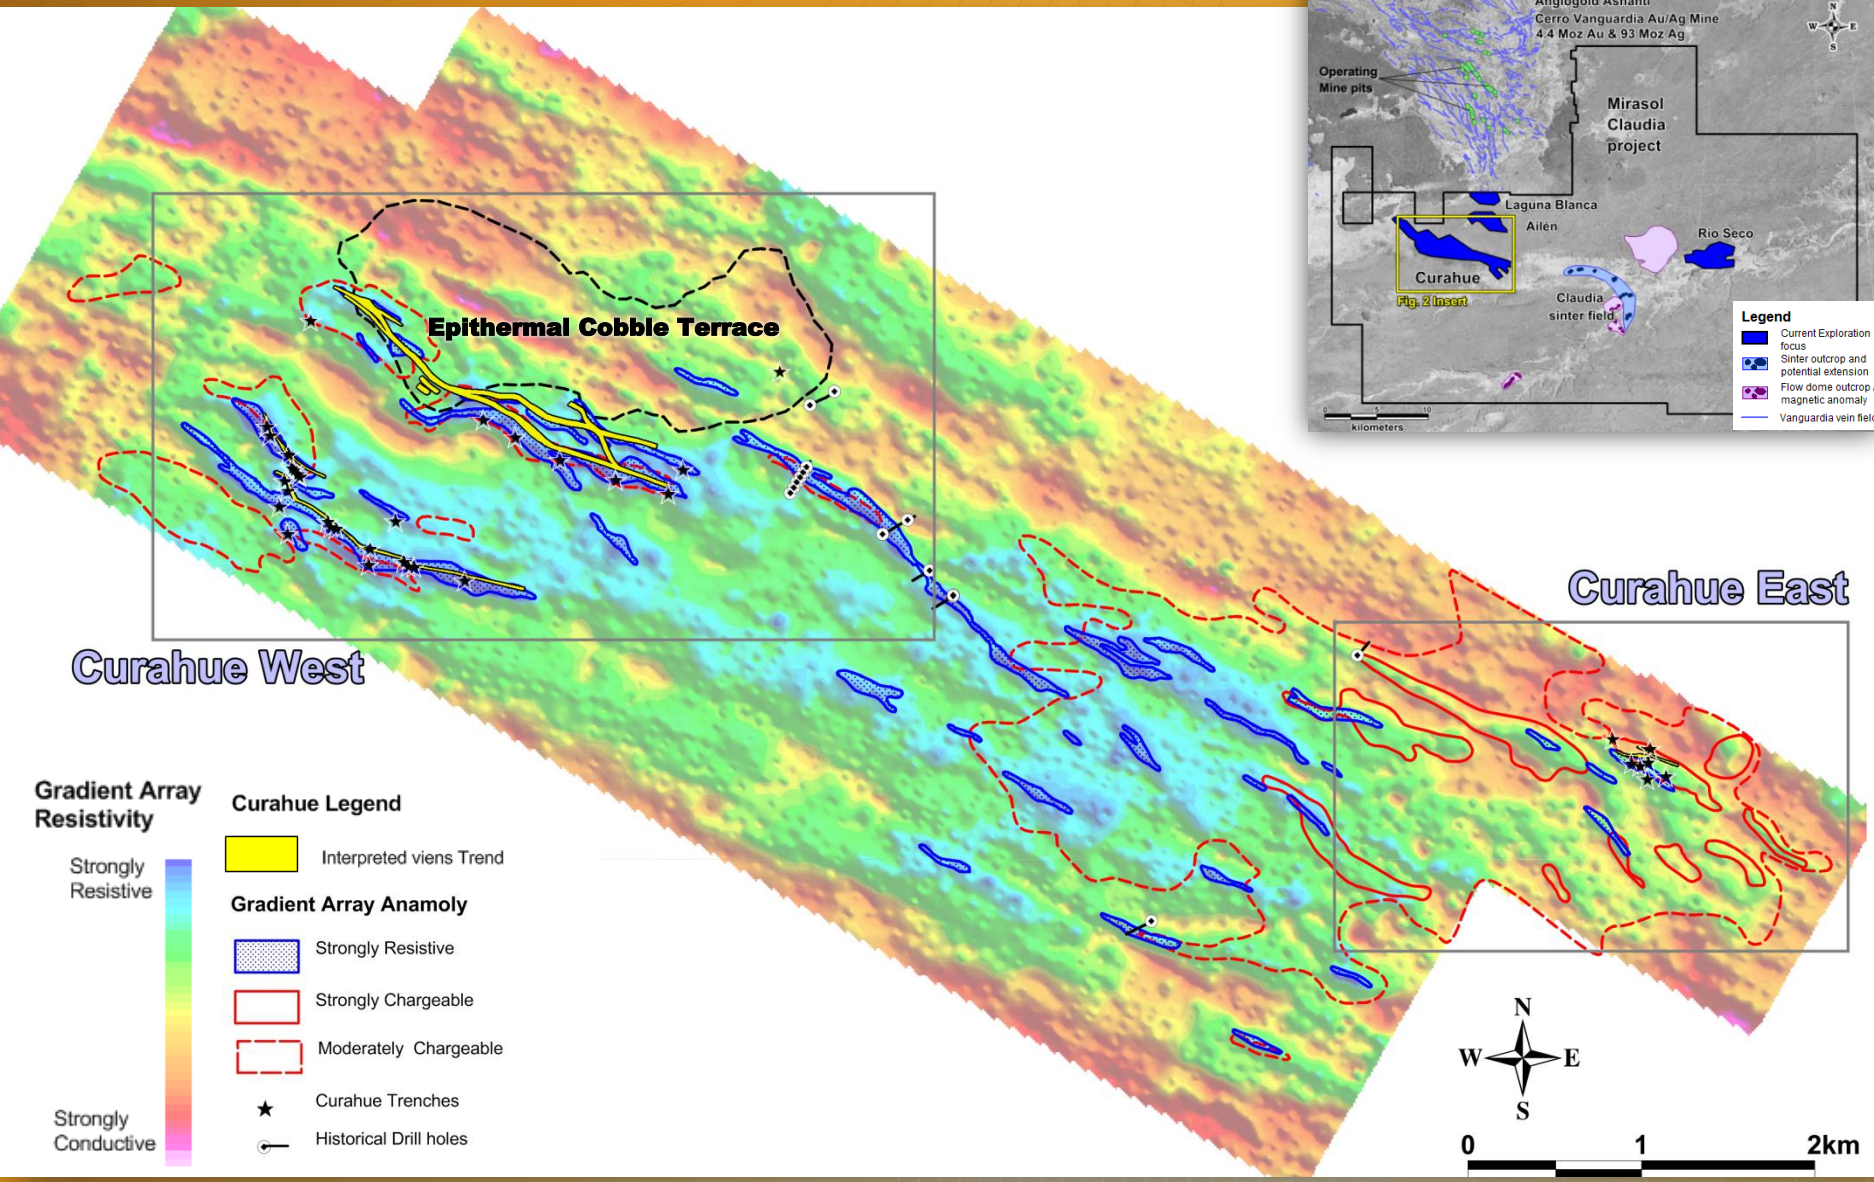 Anglogold Ashanti
Cerro Vanguardia Au/Ag Mine
4.4 Moz Au & 93 Moz Ag
N
W E
S
Operating
Mine pits
Mirasol
Claudia
project
Laguna Blanca
Ailén
Rio Seco
Curahue
Fig. 2 Insert
Claudia
sinter field
0 5 10
kilometers
Legend
Current Exploration
focus
Sinter outcrop and
potential extension
Flow dome outcrop
magnetic anomaly
Vanguardia vein field
Epithermal Cobble Terrace
Curahue East
Curahue West
Gradient Array
Resistivity
Strongly
Resistive
Strongly
Conductive
Curahue Legend
Interpreted viens Trend
Gradient Array Anamoly
Strongly Resistive
Strongly Chargeable
Moderately Chargeable
Curahue Trenches
Historical Drill holes
N
W E
S
0 1 2km